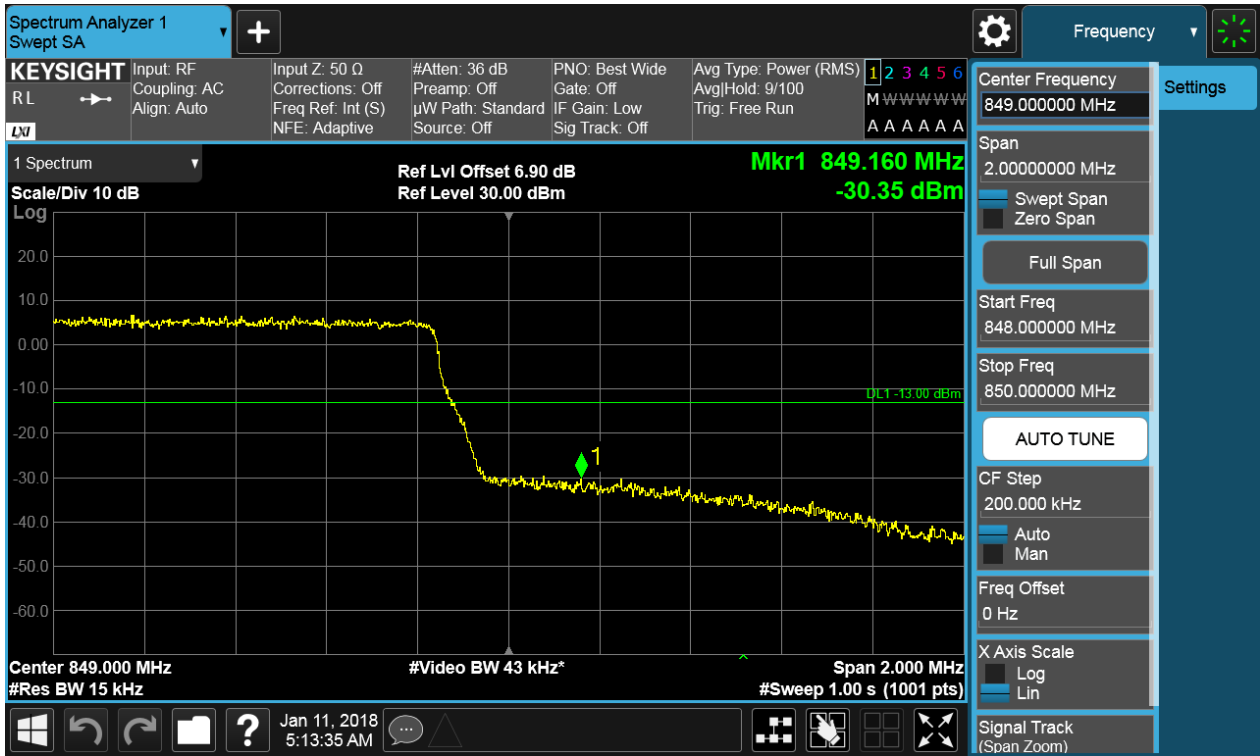 Spectrum Analyzer 1
Swept SA
+
Frequency
KEYSIGHT
R L
LXI
Input: RF
Coupling: AC
Align: Auto
Input Z: 50 Ω
Corrections: Off
Freq Ref: Int (S)
NFE: Adaptive
#Atten: 36 dB
Preamp: Off
µW Path: Standard
Source: Off
PNO: Best Wide
Gate: Off
IF Gain: Low
Sig Track: Off
Avg Type: Power (RMS)
Avg|Hold: 9/100
Trig: Free Run
1 2 3 4 5 6
M W W W W W
A A A A A A
1 Spectrum
Scale/Div 10 dB
Log
Ref Lvl Offset 6.90 dB
Ref Level 30.00 dBm
Mkr1 849.160 MHz
-30.35 dBm
20.0
10.0
0.00
-10.0
-20.0
-30.0
-40.0
-50.0
-60.0
DL1 -13.00 dBm
1
Center 849.000 MHz
#Res BW 15 kHz
#Video BW 43 kHz*
Span 2.000 MHz
#Sweep 1.00 s (1001 pts)
Center Frequency
849.000000 MHz
Settings
Span
2.00000000 MHz
Swept Span
Zero Span
Full Span
Start Freq
848.000000 MHz
Stop Freq
850.000000 MHz
AUTO TUNE
CF Step
200.000 kHz
Auto
Man
Freq Offset
0 Hz
X Axis Scale
Log
Lin
Signal Track
(Span Zoom)
?
Jan 11, 2018
5:13:35 AM